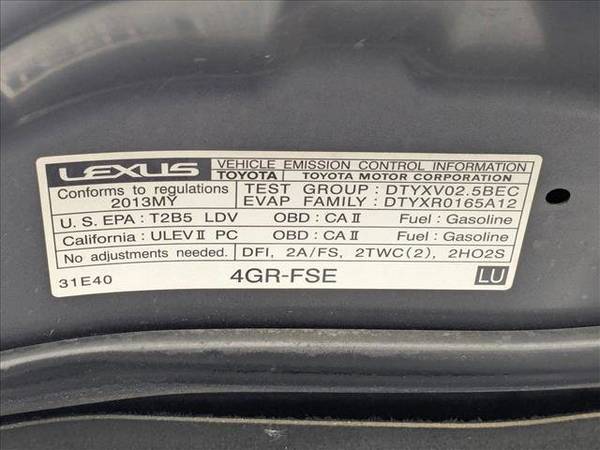 LEXUS VEHICLE EMISSION CONTROL INFORMATION
TOYOTA TOYOTA MOTOR CORPORATION
Conforms to regulations TEST GROUP : DTYXV02.5BEC
2013MY EVAP FAMILY : DTYXR0165A12
U.S. EPA : T2B5 LDV OBD : CA II Fuel : Gasoline
California : ULEV II PC OBD : CA II Fuel : Gasoline
No adjustments needed. DFI, 2A/FS, 2TWC(2), 2HO2S
31E40 4GR-FSE LU